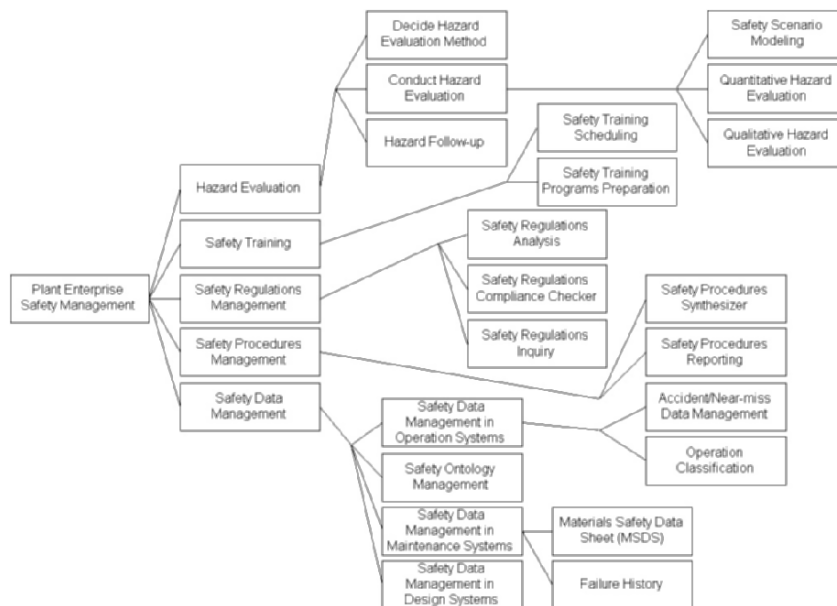 Plant Enterprise
Safety Management
Hazard Evaluation
Safety Training
Safety Regulations
Management
Safety Procedures
Management
Safety Data
Management
Decide Hazard
Evaluation Method
Conduct Hazard
Evaluation
Hazard Follow-up
Safety Scenario
Modeling
Quantitative Hazard
Evaluation
Qualitative Hazard
Evaluation
Safety Training
Scheduling
Safety Training
Programs Preparation
Safety Regulations
Analysis
Safety Regulations
Compliance Checker
Safety Regulations
Inquiry
Safety Procedures
Synthesizer
Safety Procedures
Reporting
Safety Data
Management in
Operation Systems
Safety Ontology
Management
Safety Data
Management in
Maintenance Systems
Safety Data
Management in
Design Systems
Accident/Near-miss
Data Management
Operation
Classification
Materials Safety Data
Sheet (MSDS)
Failure History